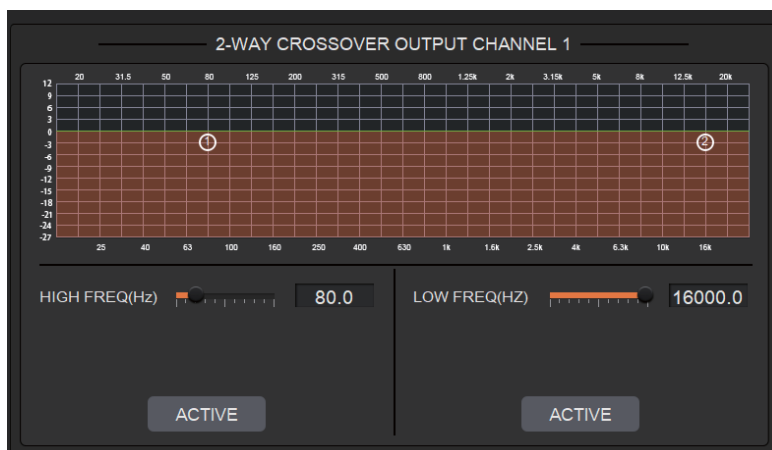 2-WAY CROSSOVER OUTPUT CHANNEL 1
20 31.5 50 80 125 200 315 500 800 1.25k 2k 3.15k 5k 8k 12.5k 20k
12
9
6
3
0
-3
-6
-9
-12
-15
-18
-21
-24
-27
1
2
25 40 63 100 160 250 400 630 1k 1.6k 2.5k 4k 6.3k 10k 16k
HIGH FREQ(Hz) 80.0
LOW FREQ(HZ) 16000.0
ACTIVE
ACTIVE